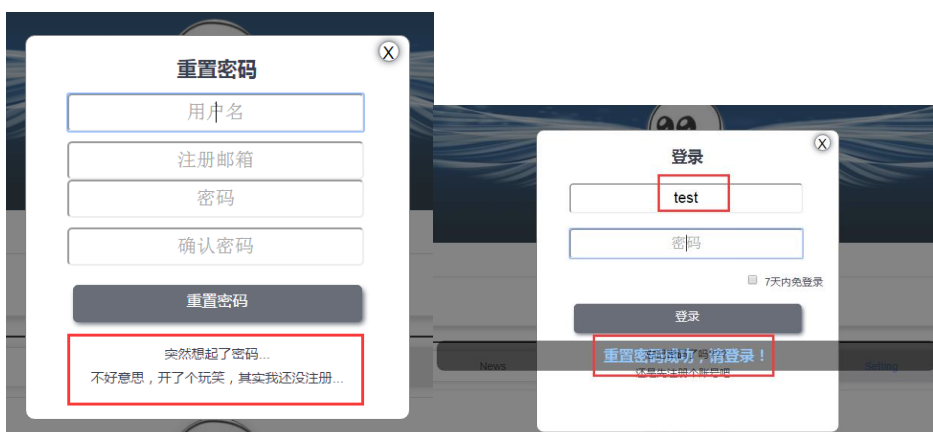 X
重置密码
用户名
注册邮箱
密码
确认密码
重置密码
突然想起了密码...
不好意思，开了个玩笑，其实我还没注册...
X
登录
test
密码
7天内免登录
登录
重置密码成功，请登录！
还是先注册个账号吧
News
Setting